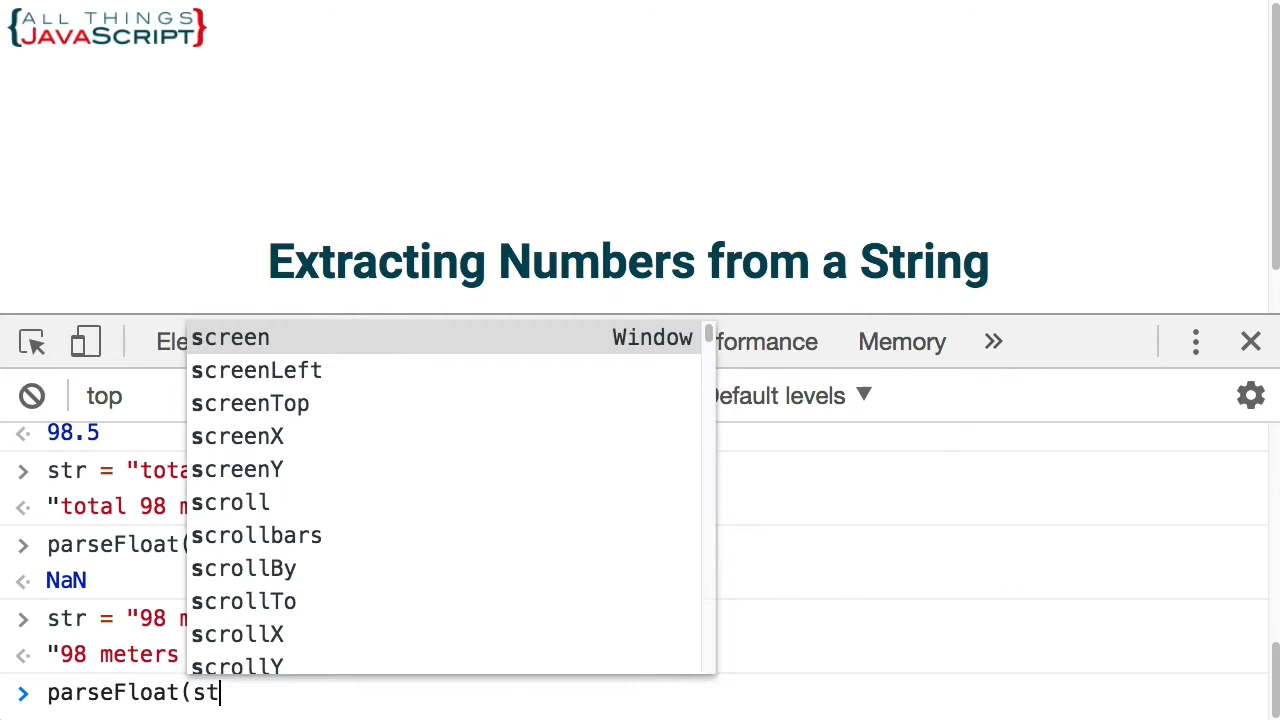 {ALL THINGS
JAVASCRIPT}
Extracting Numbers from a String
Ele
formance
Memory
»
top
Default levels ▼
98.5
> str = "tota
"total 98 m
> parseFloat(
NaN
> str = "98 m
"98 meters
> parseFloat(st
screen Window
screenLeft
screenTop
screenX
screenY
scroll
scrollbars
scrollBy
scrollTo
scrollX
scrollY